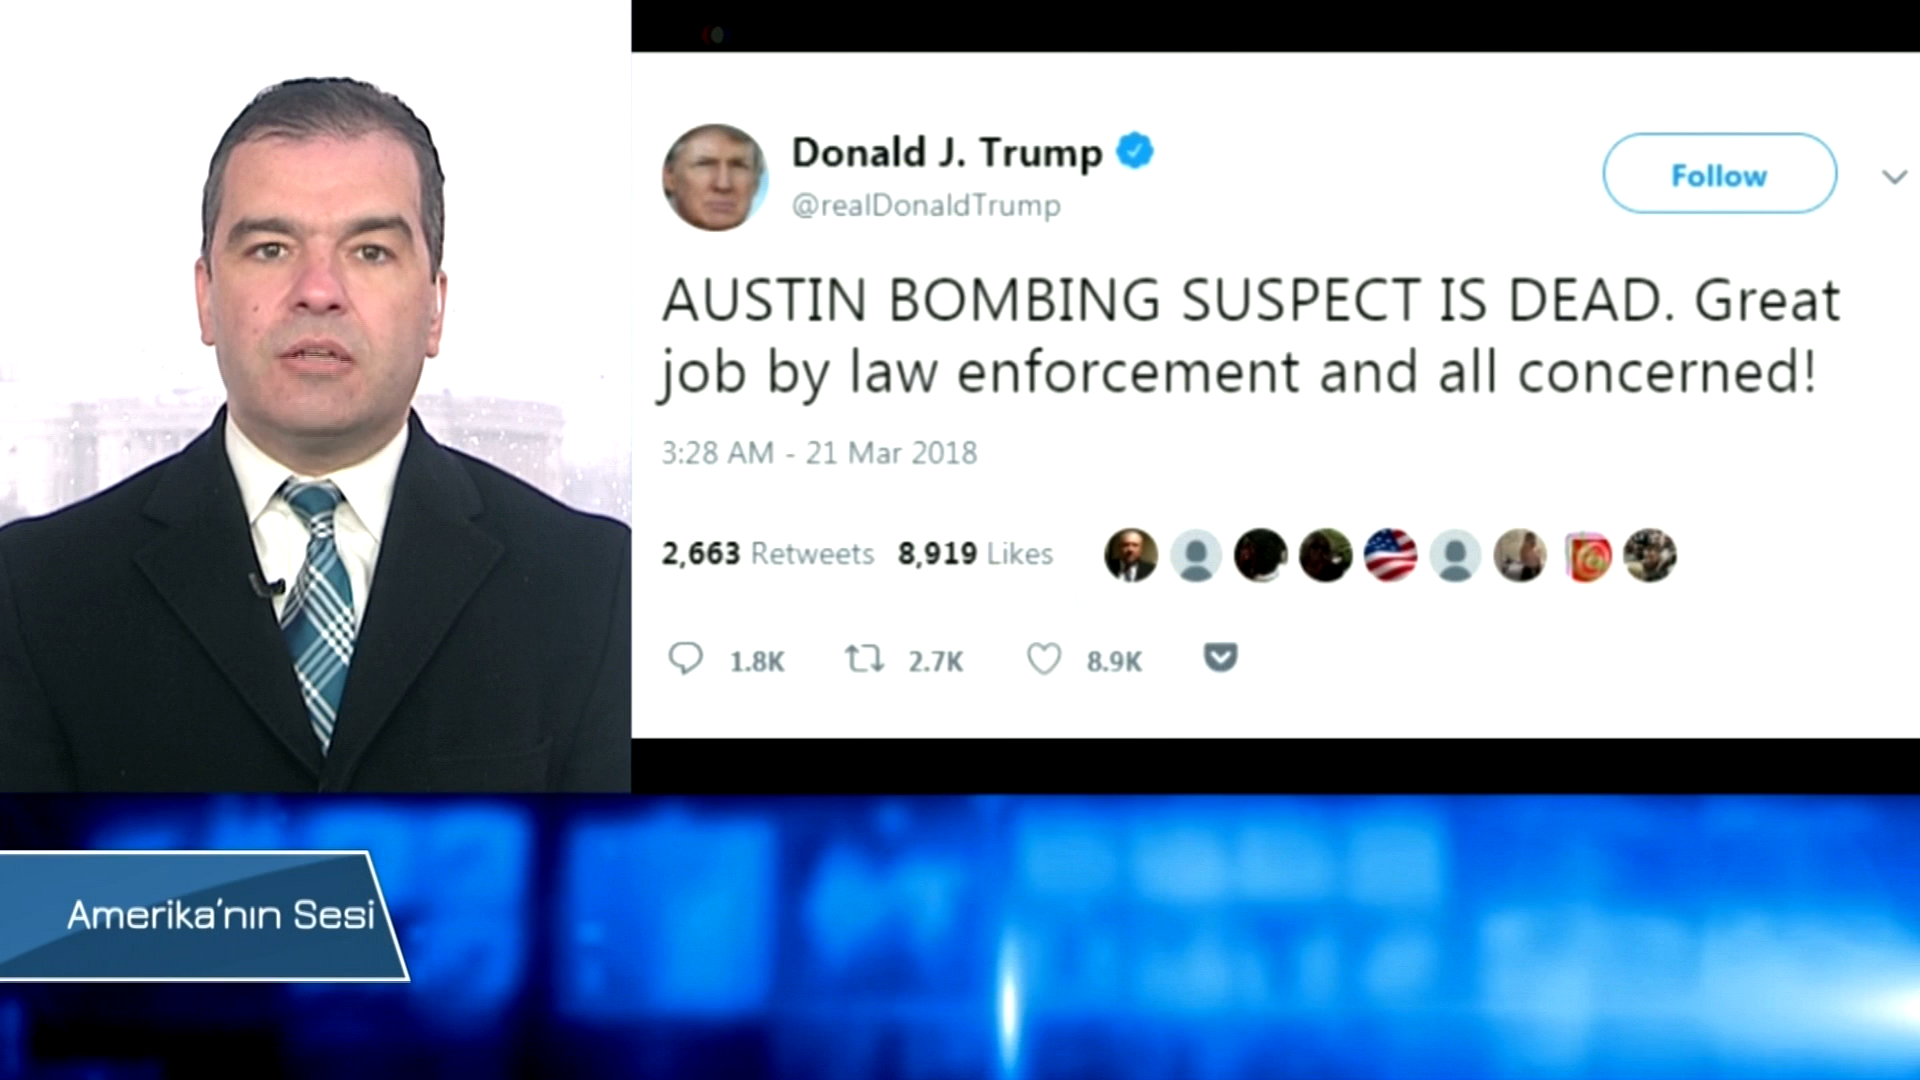 Donald J. Trump
@realDonaldTrump
Follow
AUSTIN BOMBING SUSPECT IS DEAD. Great
job by law enforcement and all concerned!
3:28 AM - 21 Mar 2018
2,663 Retweets 8,919 Likes
1.8K 2.7K 8.9K
Amerika'nın Sesi